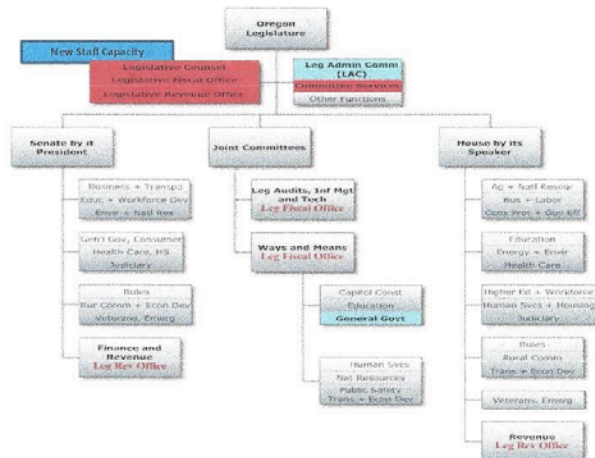 Oregon
Legislature
New Staff Capacity
Legislative Counsel
Legislative Fiscal Office
Legislative Revenue Office
Leg Admin Comm
(LAC)
Committee Services
Other Functions
Senate by it
President
Joint Committees
House by its
Speaker
Business + Transpo
Educ + Workforce Dev
Envir + Natl Res
Gen'l Gov, Consumer
Health Care, HS
Judiciary
Rules
Rur Comm + Econ Dev
Veterans, Emerg
Finance and
Revenue
Leg Rev Office
Leg Audits, Inf Mgt
and Tech
Leg Fiscal Office
Ways and Means
Leg Fiscal Office
Capitol Const
Education
General Govt
Human Svcs
Nat Resources
Public Safety
Trans + Econ Dev
Ag + Natl Resour
Bus + Labor
Cons Prot + Gov Eff
Education
Energy + Envir
Health Care
Higher Ed + Workforce
Human Svcs + Housing
Judiciary
Rules
Rural Comm
Trans + Econ Dev
Veterans, Emerg
Revenue
Leg Rev Office